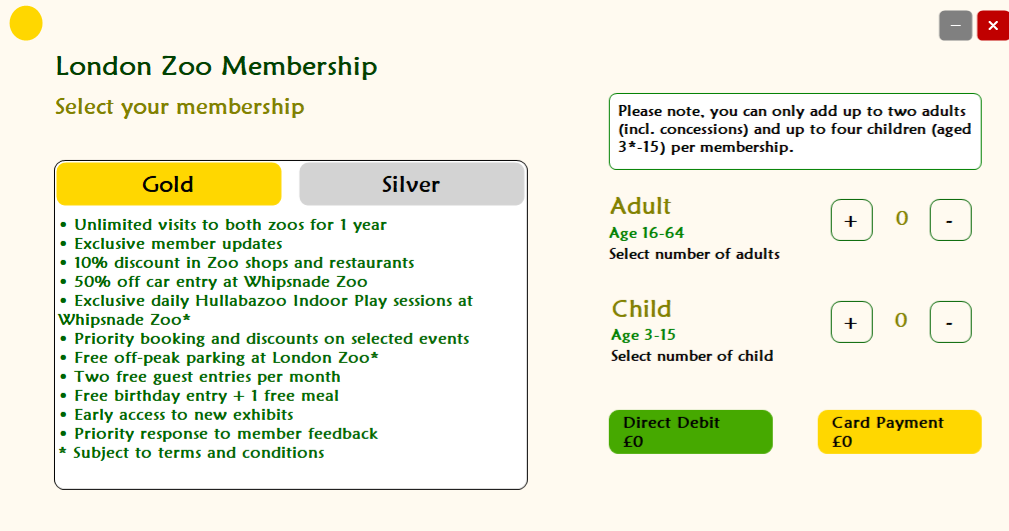 London Zoo Membership
Select your membership
Gold
Silver
• Unlimited visits to both zoos for 1 year
• Exclusive member updates
• 10% discount in Zoo shops and restaurants
• 50% off car entry at Whipsnade Zoo
• Exclusive daily Hullabazoo Indoor Play sessions at
Whipsnade Zoo*
• Priority booking and discounts on selected events
• Free off-peak parking at London Zoo*
• Two free guest entries per month
• Free birthday entry + 1 free meal
• Early access to new exhibits
• Priority response to member feedback
* Subject to terms and conditions
Please note, you can only add up to two adults
(incl. concessions) and up to four children (aged
3*-15) per membership.
Adult
Age 16-64
Select number of adults
+ 0 -
Child
Age 3-15
Select number of child
+ 0 -
Direct Debit
£0
Card Payment
£0